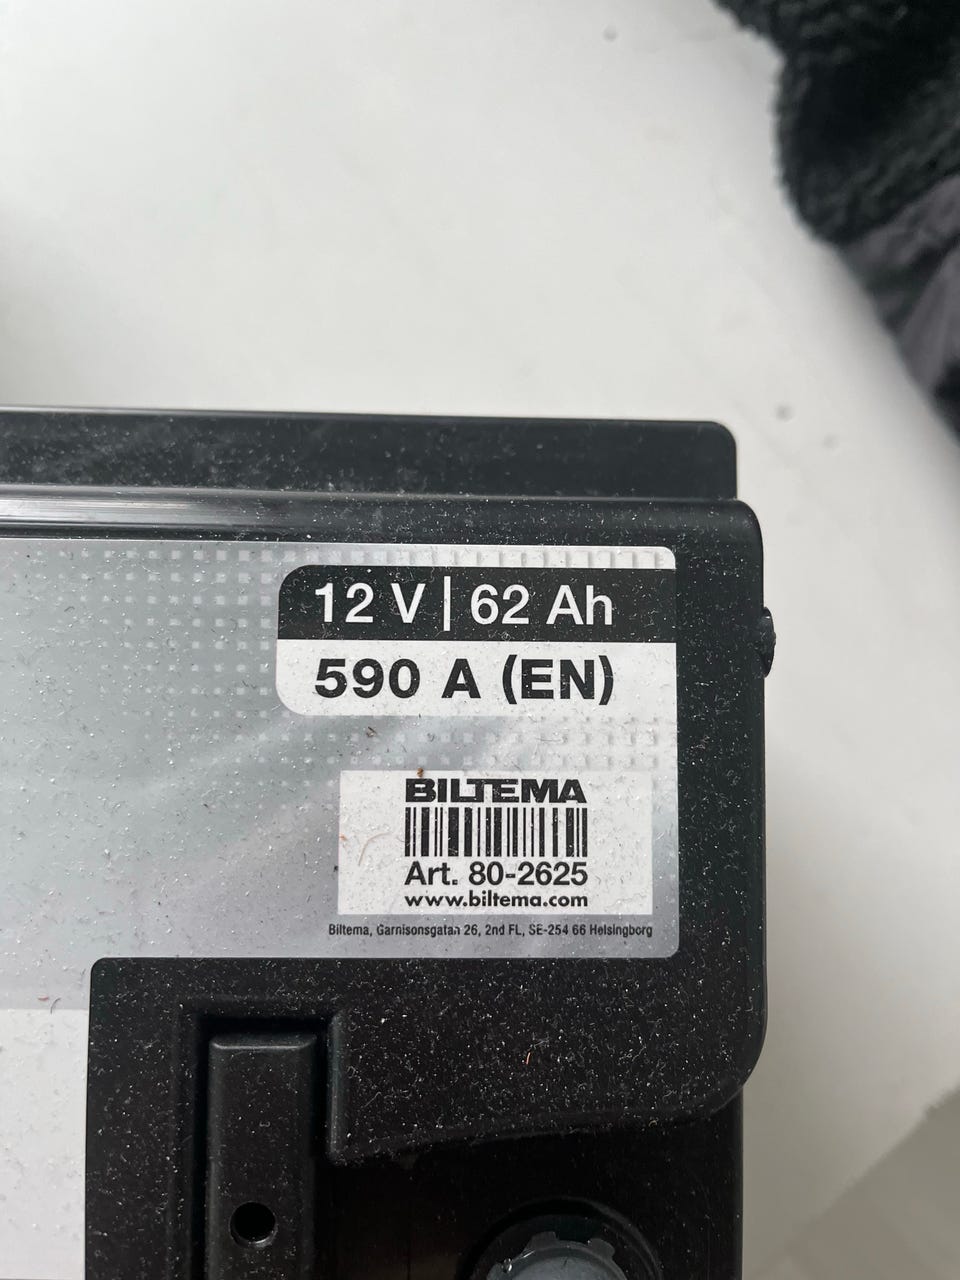 12 V | 62 Ah
590 A (EN)
BILTEMA
Art. 80-2625
www.biltema.com
Biltema, Garnisonsgatan 26, 2nd FL, SE-254 66 Helsingborg